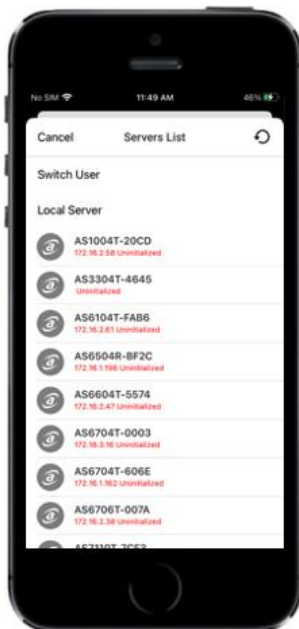 No SIM 11:49 AM 46%
Cancel Servers List
Switch User
Local Server
AS1004T-20CD
172.16.2.58 Uninitialized
AS3304T-4645
Uninitialized
AS6104T-FAB6
172.16.2.61 Uninitialized
AS6504R-BF2C
172.16.1.196 Uninitialized
AS6604T-5574
172.16.2.47 Uninitialized
AS6704T-0003
172.16.3.16 Uninitialized
AS6704T-606E
172.16.1.162 Uninitialized
AS6706T-007A
172.16.2.38 Uninitialized